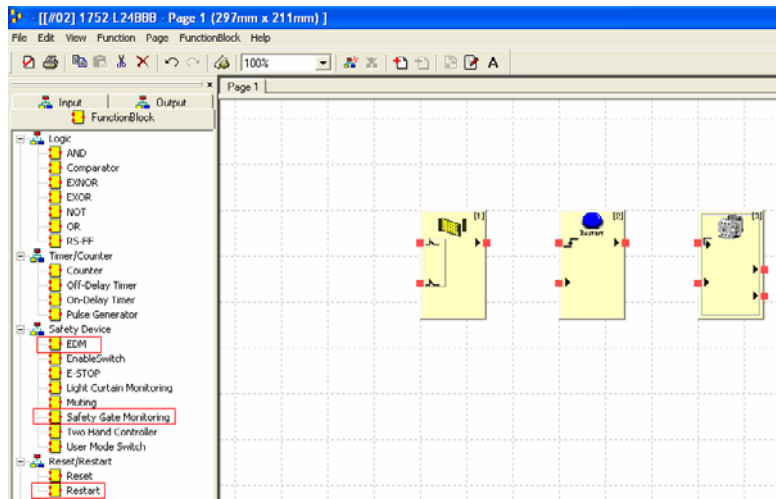 [[#02] 1752-L24BBB - Page 1 (297mm x 211mm) ]
File Edit View Function Page FunctionBlock Help
100% A
Page 1
Input Output
FunctionBlock
Logic
AND
Comparator
EXNOR
EXOR
NOT
OR
RS-FF
Timer/Counter
Counter
Off-Delay Timer
On-Delay Timer
Pulse Generator
Safety Device
EDM
EnableSwitch
E-STOP
Light Curtain Monitoring
Muting
Safety Gate Monitoring
Two Hand Controller
User Mode Switch
Reset/Restart
Reset
Restart
[1] [2] [3]
Restart